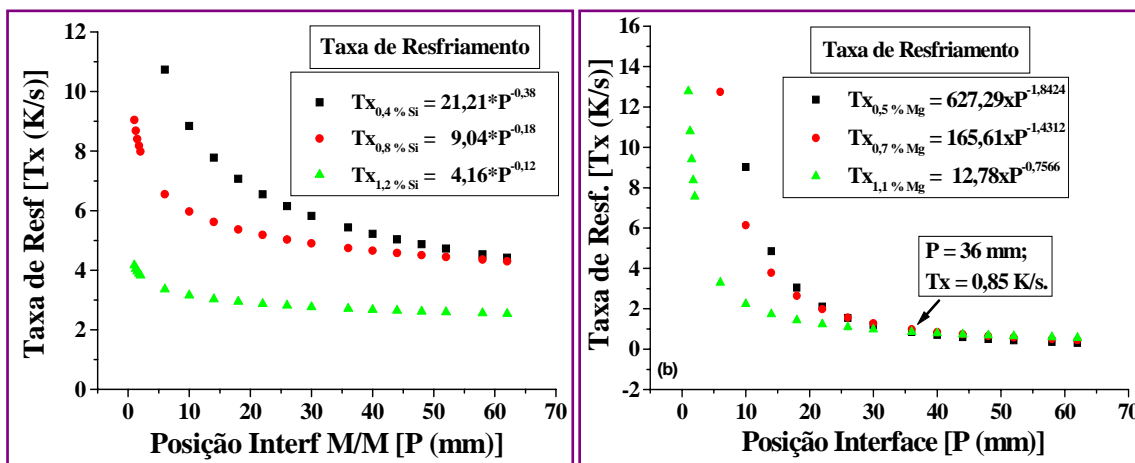 Taxa de Resfriamento
Tx0,4 % Si = 21,21*P-0,38
Tx0,8 % Si = 9,04*P-0,18
Tx1,2 % Si = 4,16*P-0,12
Taxa de Resf [Tx (K/s)]
12
10
8
6
4
2
0
0 10 20 30 40 50 60 70
Posição Interf M/M [P (mm)]
Taxa de Resfriamento
Tx0,5 % Mg = 627,29xP-1,8424
Tx0,7 % Mg = 165,61xP-1,4312
Tx1,1 % Mg = 12,78xP-0,7566
P = 36 mm;
Tx = 0,85 K/s.
Taxa de Resf. [Tx (K/s)]
16
14
12
10
8
6
4
2
0
-2
(b)
0 10 20 30 40 50 60 70
Posição Interface [P (mm)]